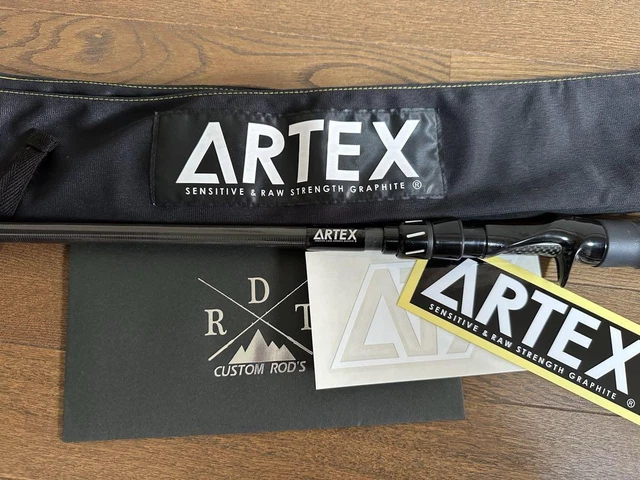 ARTEX
SENSITIVE & RAW STRENGTH GRAPHITE ®
ARTEX
D
R T
CUSTOM ROD'S
ARTEX
SENSITIVE & RAW STRENGTH GRAPHITE ®